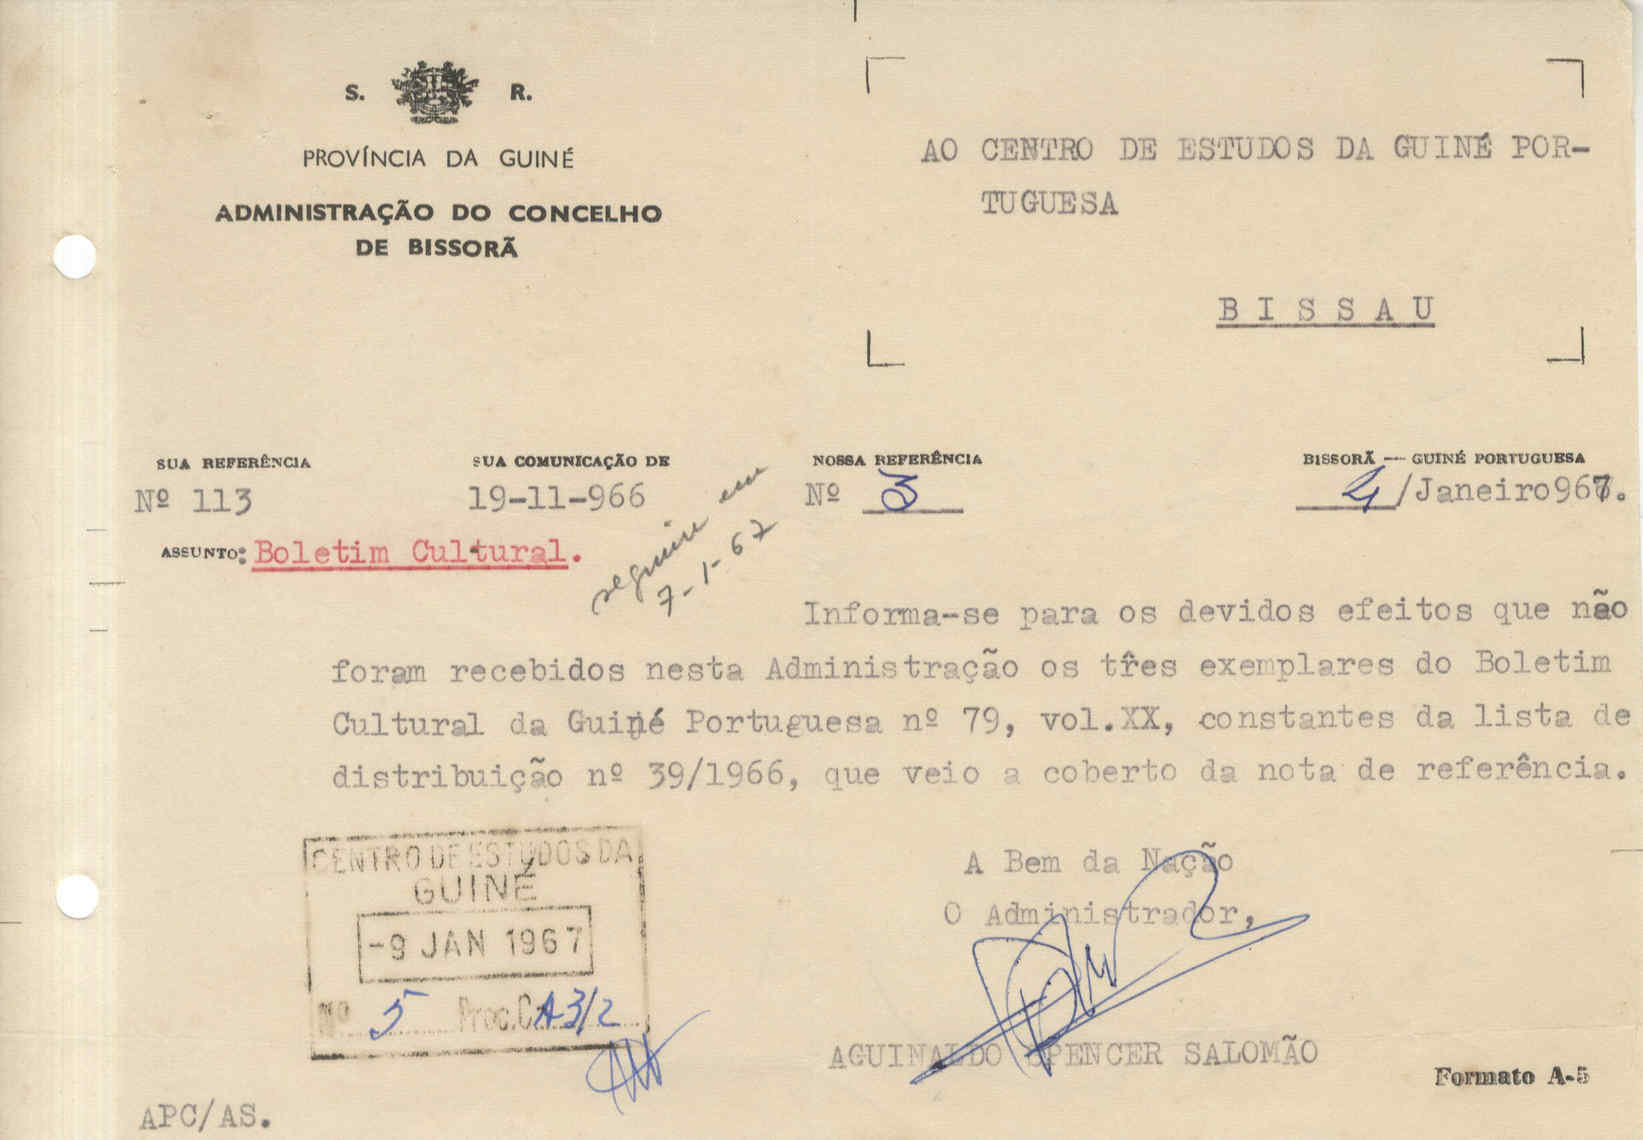 S. R.
PROVÍNCIA DA GUINÉ
ADMINISTRAÇÃO DO CONCELHO
DE BISSORÃ
AO CENTRO DE ESTUDOS DA GUINÉ POR-
TUGUESA
BISSAU
SUA REFERÊNCIA
Nº 113
SUA COMUNICAÇÃO DE
19-11-966
NOSSA REFERÊNCIA
Nº 3
BISSORÃ — GUINÉ PORTUGUESA
4/Janeiro967.
ASSUNTO: Boletim Cultural.
seguiu em
7-1-67
Informa-se para os devidos efeitos que não
foram recebidos nesta Administração os três exemplares do Boletim
Cultural da Guiné Portuguesa nº 79, vol.XX, constantes da lista de
distribuição nº 39/1966, que veio a coberto da nota de referência.
A Bem da Nação
O Administrador,
AGUINALDO SPENCER SALOMÃO
CENTRO DE ESTUDOS DA
GUINÉ
-9 JAN 1967
Nº 5 Proc. C. A3/2
Formato A-5
APC/AS.